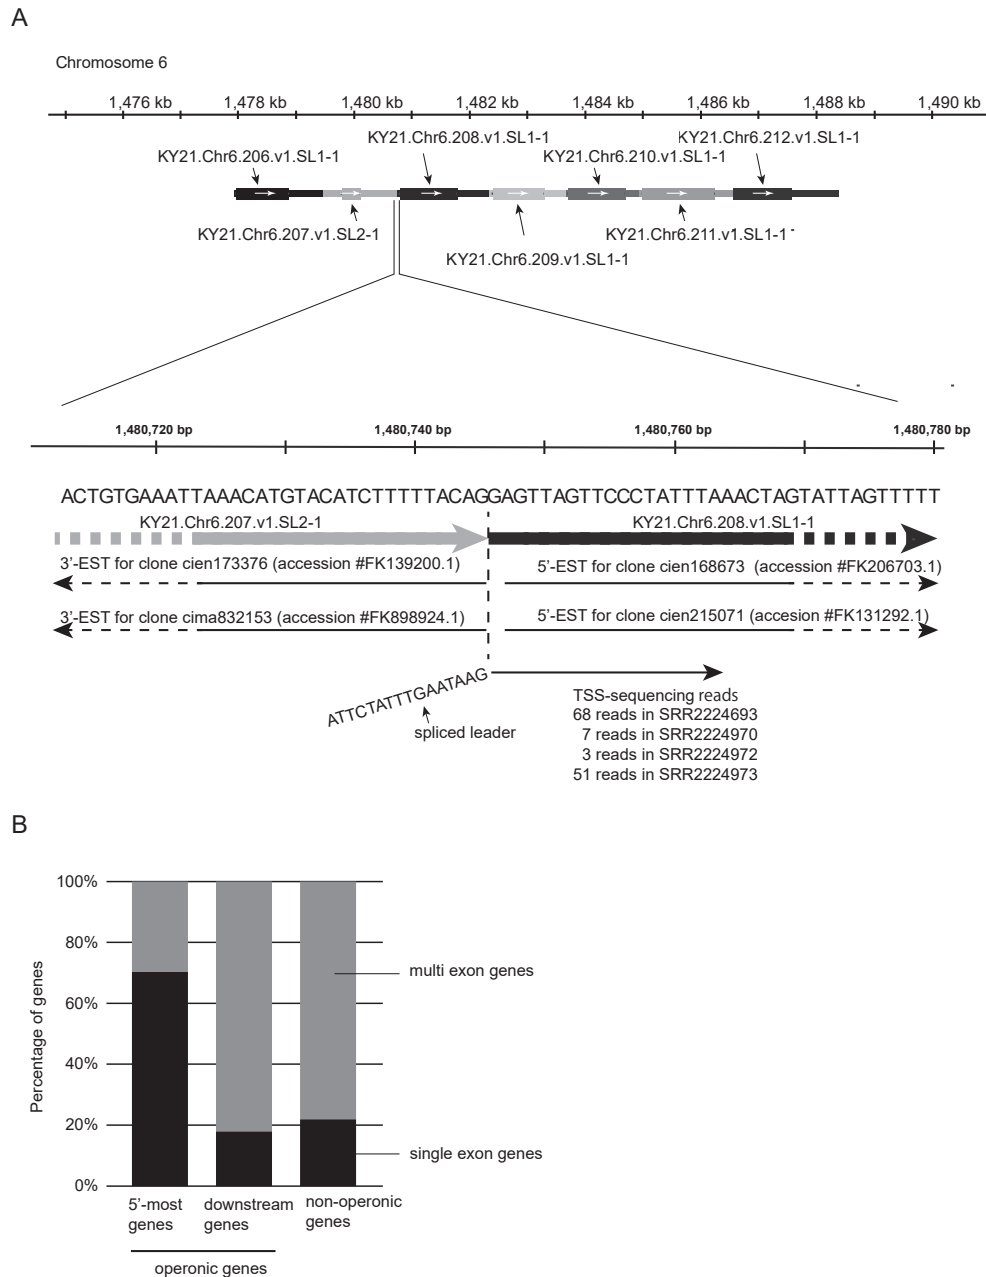 A
Chromosome 6
1,476 kb 1,478 kb 1,480 kb 1,482 kb 1,484 kb 1,486 kb 1,488 kb 1,490 kb
KY21.Chr6.208.v1.SL1-1 KY21.Chr6.212.v1.SL1-1
KY21.Chr6.206.v1.SL1-1 KY21.Chr6.210.v1.SL1-1
KY21.Chr6.207.v1.SL2-1 KY21.Chr6.211.v1.SL1-1
KY21.Chr6.209.v1.SL1-1
1,480,720 bp 1,480,740 bp 1,480,760 bp 1,480,780 bp
ACTGTGAAATTAAACATGTACATCTTTTTACAGGAGTTAGTTCCCTATTTAAACTAGTATTAGTTTTT
KY21.Chr6.207.v1.SL2-1 KY21.Chr6.208.v1.SL1-1
3’-EST for clone cien173376 (accession #FK139200.1) 5’-EST for clone cien168673 (accession #FK206703.1)
3’-EST for clone cima832153 (accession #FK898924.1) 5’-EST for clone cien215071 (accesion #FK131292.1)
ATTCTATTTGAATAAG
spliced leader
TSS-sequencing reads
68 reads in SRR2224693
7 reads in SRR2224970
3 reads in SRR2224972
51 reads in SRR2224973
B
Percentage of genes
100%
80%
60%
40%
20%
0%
multi exon genes
single exon genes
5’-most genes
downstream genes
non-operonic genes
operonic genes